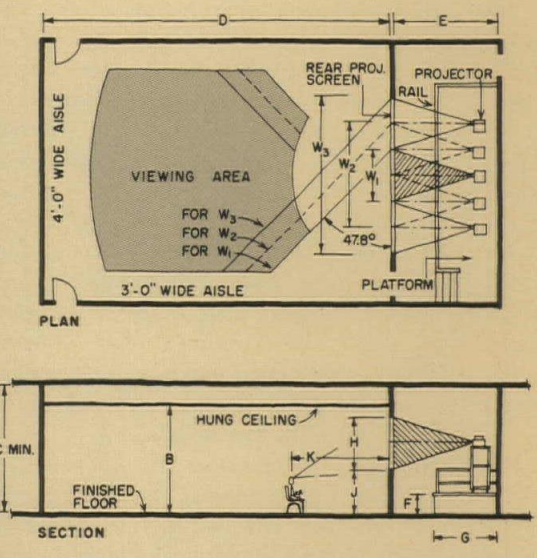 D
E
REAR PROJ.
SCREEN
PROJECTOR
RAIL
4'-0" WIDE AISLE
W3
W2
W1
VIEWING AREA
FOR W3
FOR W2
FOR W1
47.8°
3'-0" WIDE AISLE
PLATFORM
PLAN
HUNG CEILING
C MIN.
B
K
H
J
F
G
FINISHED
FLOOR
SECTION